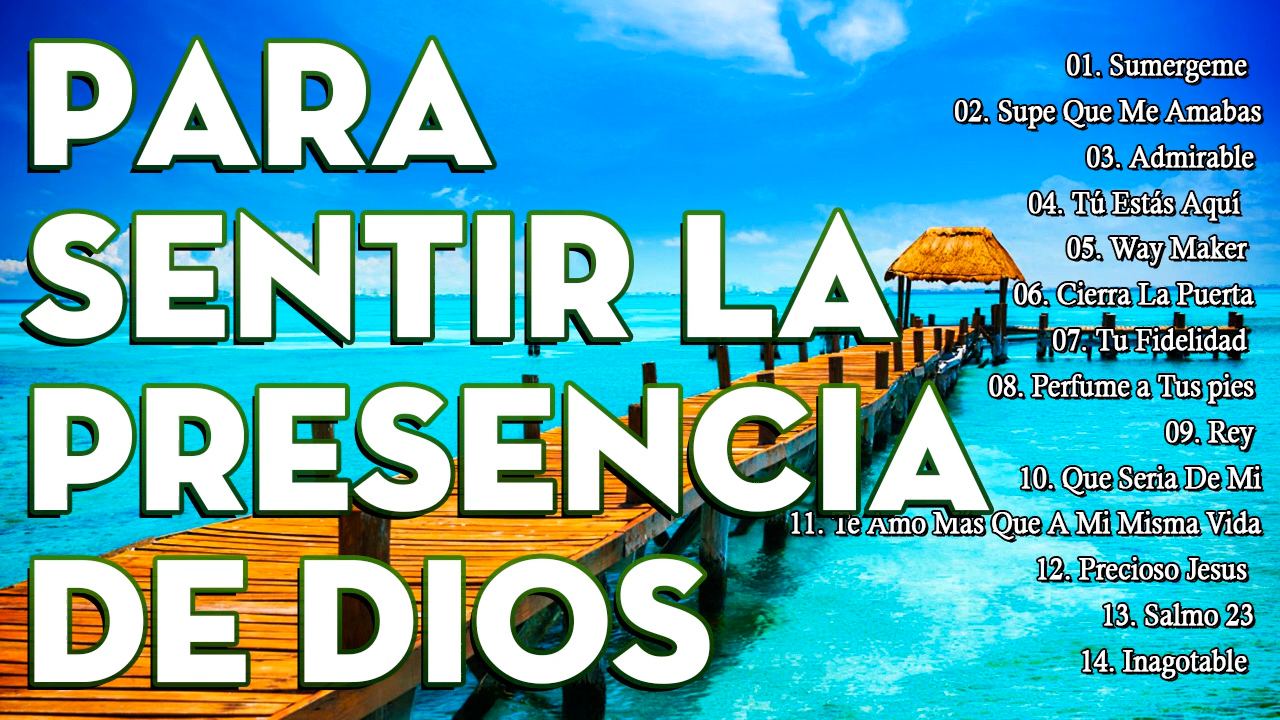 PARA
SENTIR LA
PRESENCIA
DE DIOS
01. Sumergeme
02. Supe Que Me Amabas
03. Admirable
04. Tú Estás Aquí
05. Way Maker
06. Cierra La Puerta
07. Tu Fidelidad
08. Perfume a Tus pies
09. Rey
10. Que Seria De Mi
11. Te Amo Mas Que A Mi Misma Vida
12. Precioso Jesus
13. Salmo 23
14. Inagotable